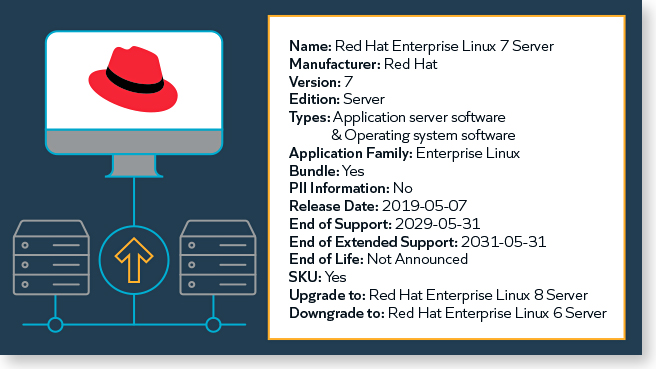 Name: Red Hat Enterprise Linux 7 Server
Manufacturer: Red Hat
Version: 7
Edition: Server
Types: Application server software
& Operating system software
Application Family: Enterprise Linux
Bundle: Yes
PII Information: No
Release Date: 2019-05-07
End of Support: 2029-05-31
End of Extended Support: 2031-05-31
End of Life: Not Announced
SKU: Yes
Upgrade to: Red Hat Enterprise Linux 8 Server
Downgrade to: Red Hat Enterprise Linux 6 Server